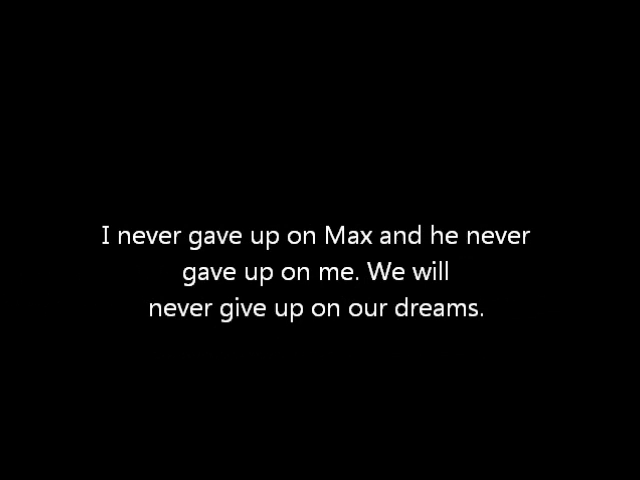 I never gave up on Max and he never
gave up on me. We will
never give up on our dreams.